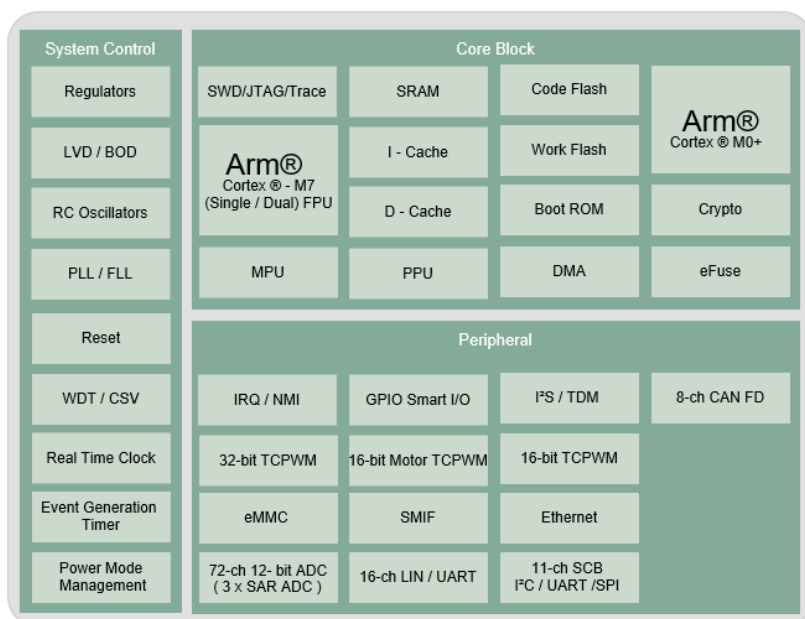 System Control
Regulators
LVD / BOD
RC Oscillators
PLL / FLL
Reset
WDT / CSV
Real Time Clock
Event Generation
Timer
Power Mode
Management
Core Block
SWD/JTAG/Trace
SRAM
Code Flash
Arm®
Cortex ® M0+
Arm®
Cortex ® - M7
(Single / Dual) FPU
I - Cache
Work Flash
D - Cache
Boot ROM
Crypto
MPU
PPU
DMA
eFuse
Peripheral
IRQ / NMI
GPIO Smart I/O
I²S / TDM
8-ch CAN FD
32-bit TCPWM
16-bit Motor TCPWM
16-bit TCPWM
eMMC
SMIF
Ethernet
72-ch 12- bit ADC
( 3 x SAR ADC )
16-ch LIN / UART
11-ch SCB
I²C / UART /SPI